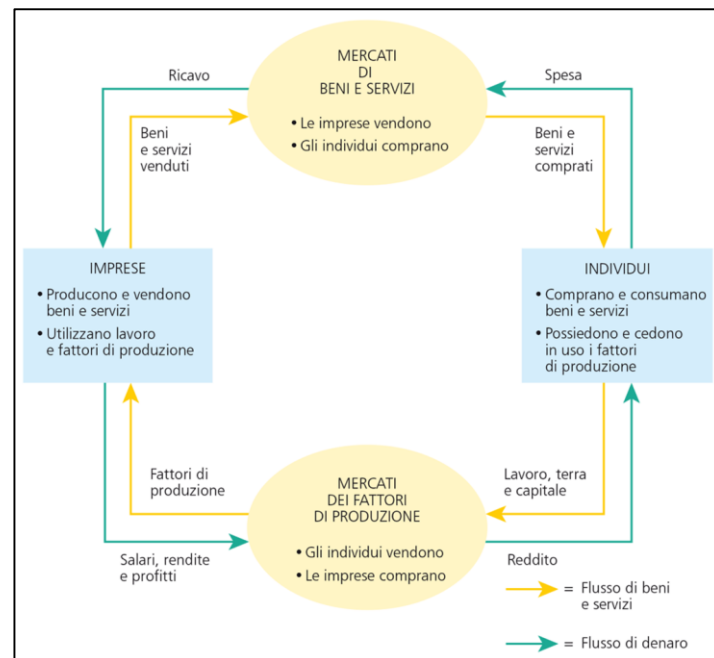 MERCATI
DI
BENI E SERVIZI
• Le imprese vendono
• Gli individui comprano
Ricavo
Spesa
Beni
e servizi
venduti
Beni e
servizi
comprati
IMPRESE
• Producono e vendono
beni e servizi
• Utilizzano lavoro
e fattori di produzione
INDIVIDUI
• Comprano e consumano
beni e servizi
• Possiedono e cedono
in uso i fattori
di produzione
Fattori di
produzione
Lavoro, terra
e capitale
MERCATI
DEI FATTORI
DI PRODUZIONE
• Gli individui vendono
• Le imprese comprano
Salari, rendite
e profitti
Reddito
= Flusso di beni
e servizi
= Flusso di denaro